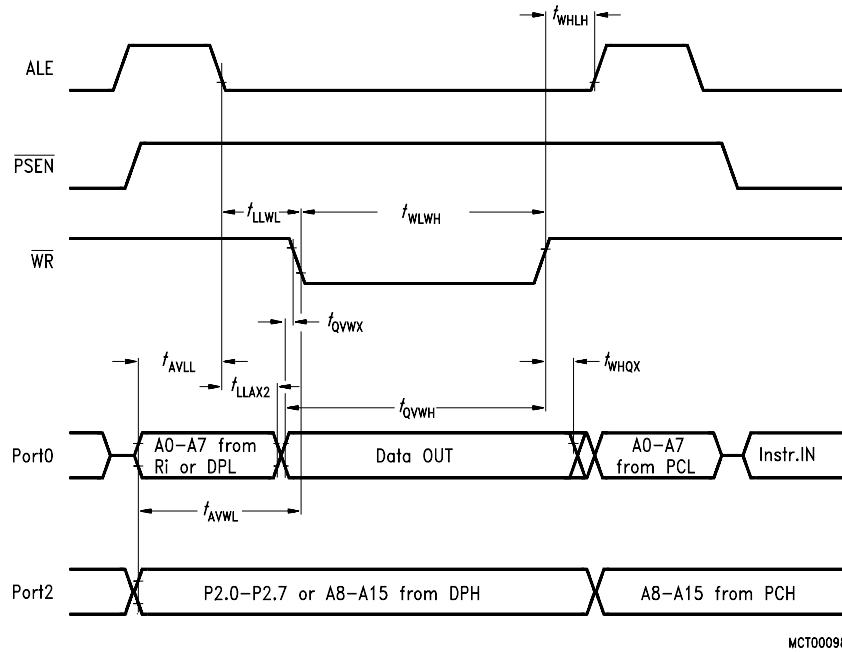 tWHLH
ALE
PSEN
tLLWL
tWLWH
WR
tQVWX
tAVLL
tWHQX
tLLAX2
tQVWH
Port0
A0-A7 from
Ri or DPL
Data OUT
A0-A7
from PCL
Instr.IN
tAVWL
Port2
P2.0-P2.7 or A8-A15 from DPH
A8-A15 from PCH
MCT00098